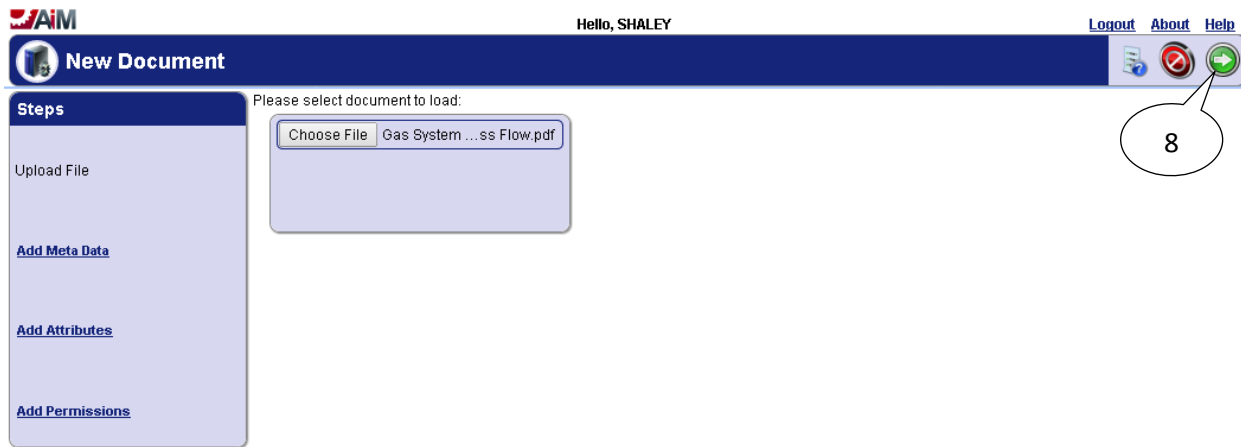 AiM
Hello, SHALEY
Logout About Help
New Document
Steps
Please select document to load:
Choose File Gas System ...ss Flow.pdf
8
Upload File
Add Meta Data
Add Attributes
Add Permissions